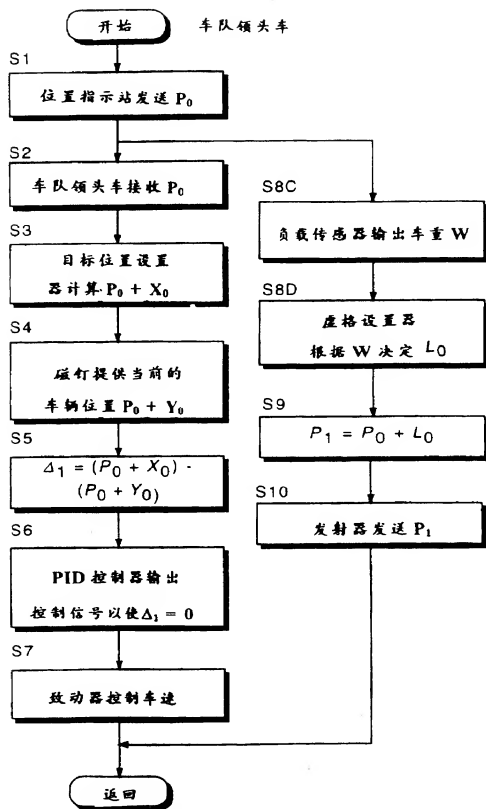 开始
车队领头车
S1
位置指示站发送 P₀
S2
车队领头车接收 P₀
S3
目标位置设置
器计算 P₀ + X₀
S4
磁钉提供当前的
车辆位置 P₀ + Y₀
S5
Δ₁ = (P₀ + X₀) -
(P₀ + Y₀)
S6
PID 控制器输出
控制信号以使 Δ₁ = 0
S7
致动器控制车速
S8C
负载传感器输出车重 W
S8D
虚格设置器
根据 W 决定 L₀
S9
P₁ = P₀ + L₀
S10
发射器发送 P₁
返回